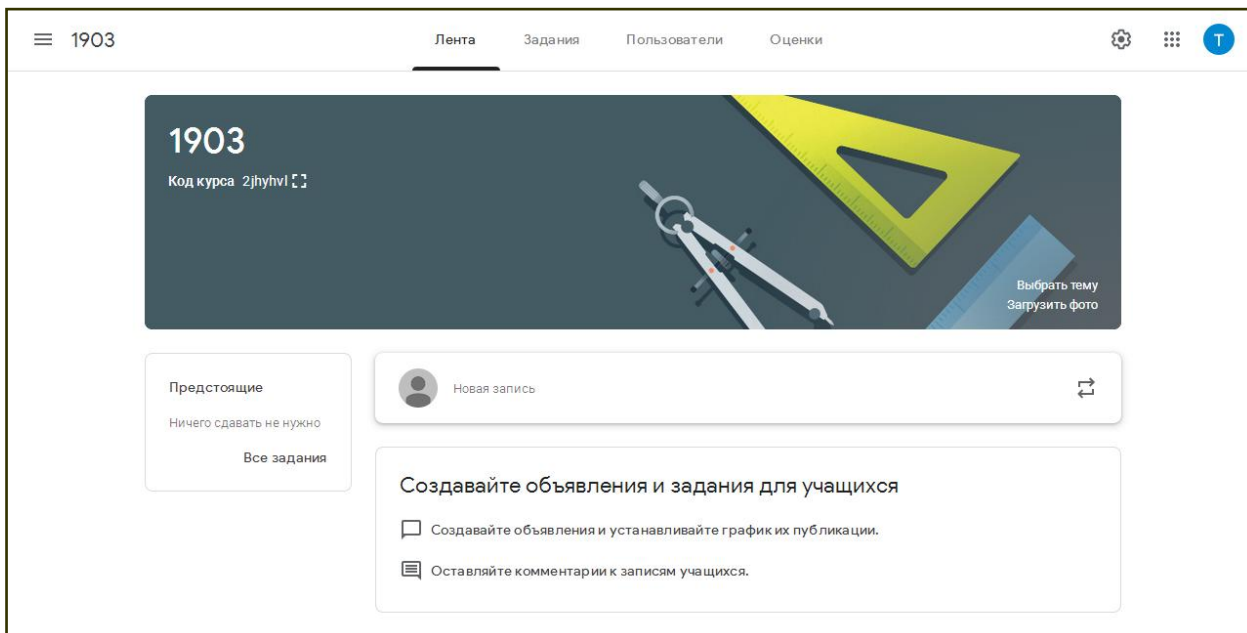 1903
Лента Задания Пользователи Оценки
T
1903
Код курса 2jhyhvl
Выбрать тему
Загрузить фото
Предстоящие
Ничего сдавать не нужно
Все задания
Новая запись
Создавайте объявления и задания для учащихся
Создавайте объявления и устанавливайте график их публикации.
Оставляйте комментарии к записям учащихся.